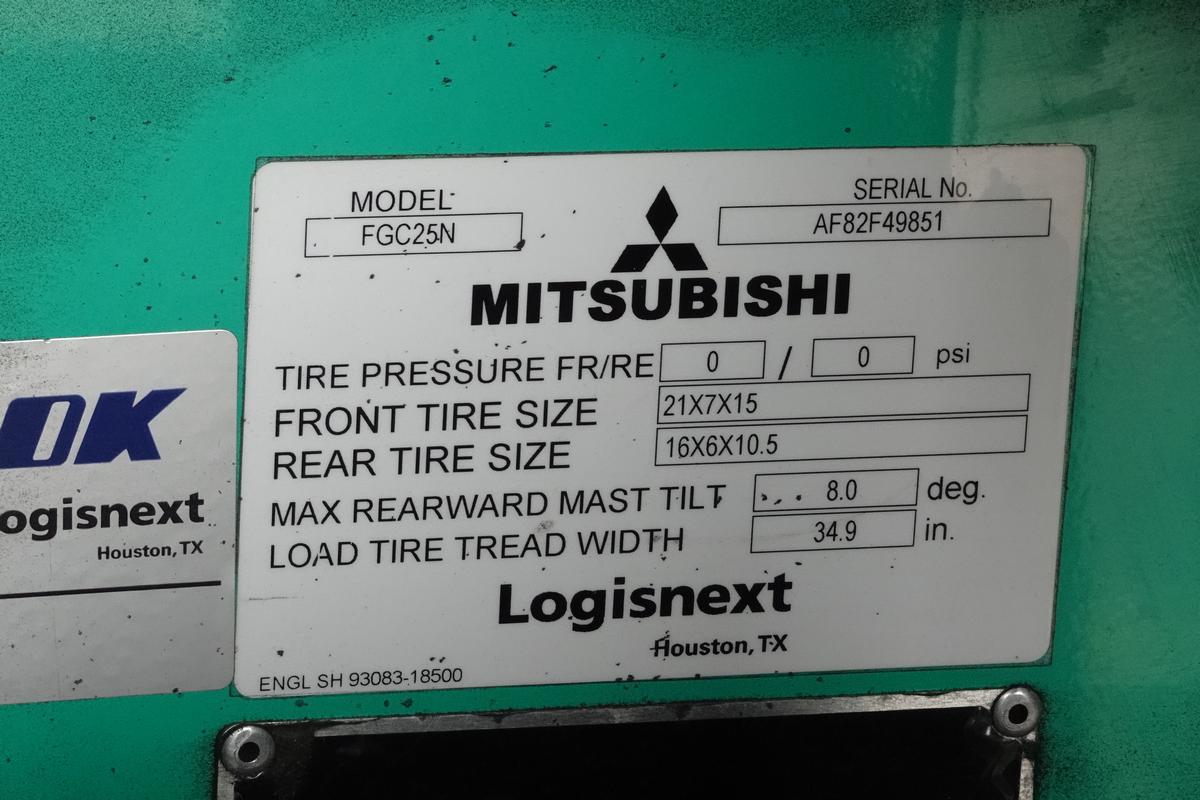 MODEL
FGC25N
SERIAL No.
AF82F49851
MITSUBISHI
TIRE PRESSURE FR/RE 0 / 0 psi
FRONT TIRE SIZE 21X7X15
REAR TIRE SIZE 16X6X10.5
MAX REARWARD MAST TILT 8.0 deg.
LOAD TIRE TREAD WIDTH 34.9 in.
Logisnext
Houston, TX
ENGL SH 93083-18500
OK
ogisnext
Houston, TX